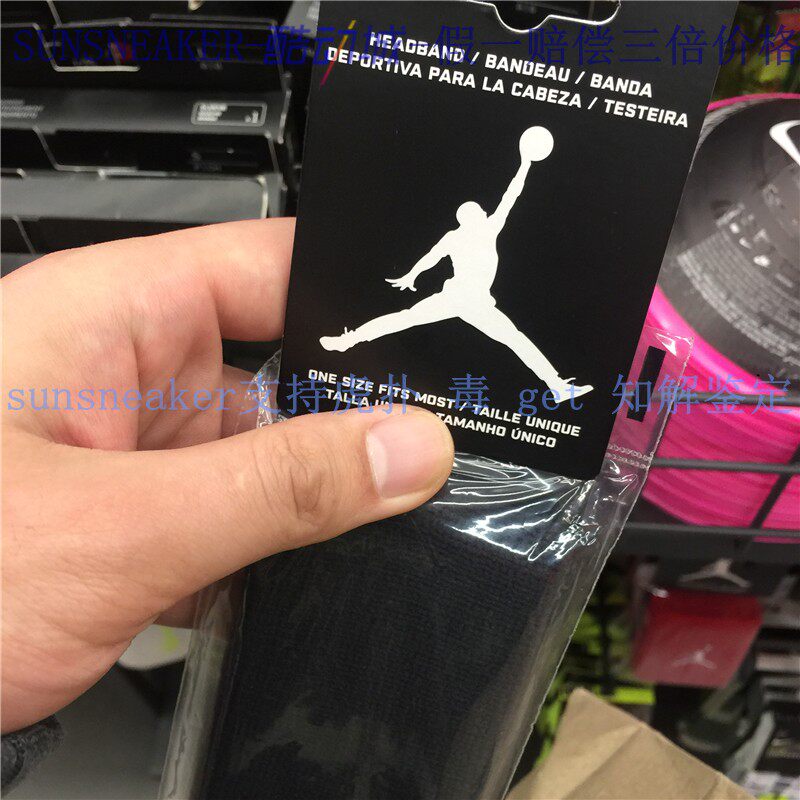 SUNSNEAKER-酷动城 假一赔偿三倍价格
HEADBAND / BANDEAU / BANDA
DEPORTIVA PARA LA CABEZA / TESTEIRA
ONE SIZE FITS MOST / TAILLE UNIQUE
TALLA TAMANHO ÚNICO
sunsneaker支持虎扑 毒 get 知解鉴定